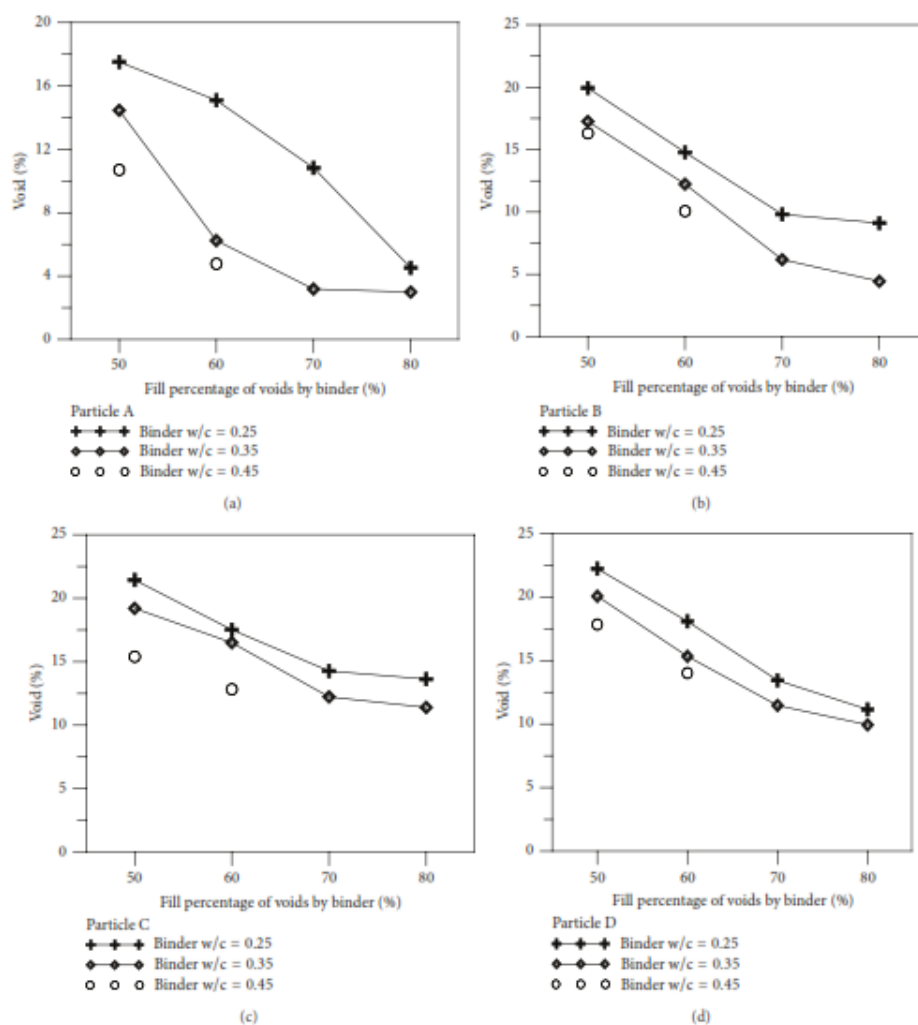 20
16
12
8
4
0
Void (%)
50 60 70 80
Fill percentage of voids by binder (%)
Particle A
Binder w/c = 0.25
Binder w/c = 0.35
Binder w/c = 0.45
(a)
25
20
15
10
5
0
Void (%)
50 60 70 80
Fill percentage of voids by binder (%)
Particle B
Binder w/c = 0.25
Binder w/c = 0.35
Binder w/c = 0.45
(b)
25
20
15
10
5
0
Void (%)
50 60 70 80
Fill percentage of voids by binder (%)
Particle C
Binder w/c = 0.25
Binder w/c = 0.35
Binder w/c = 0.45
(c)
25
20
15
10
5
0
Void (%)
50 60 70 80
Fill percentage of voids by binder (%)
Particle D
Binder w/c = 0.25
Binder w/c = 0.35
Binder w/c = 0.45
(d)